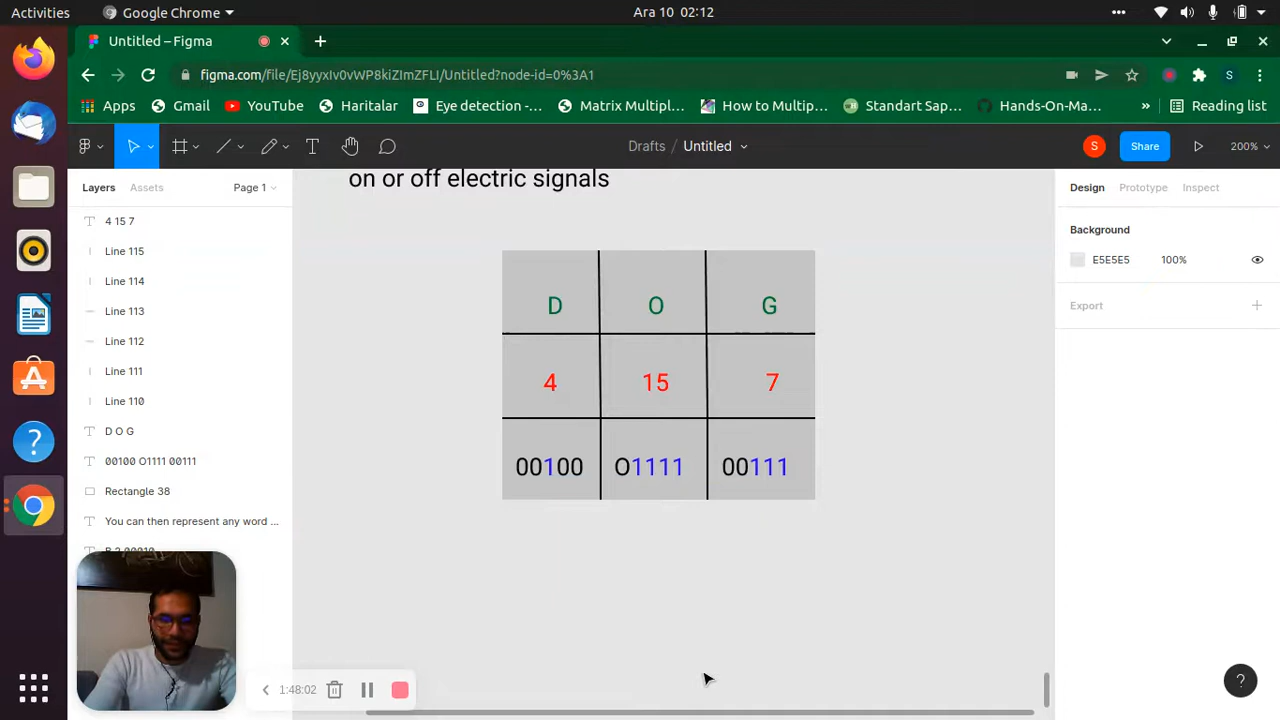 Activities Google Chrome Ara 10 02:12
Untitled – Figma
figma.com/file/Ej8yyxIv0vWP8kiZImZFLI/Untitled?node-id=0%3A1
Apps Gmail YouTube Haritalar Eye detection -... Matrix Multipl... How to Multip... Standart Sap... Hands-On-Ma... » Reading list
Drafts / Untitled S Share 200%
Layers Assets Page 1
on or off electric signals
Design Prototype Inspect
4 15 7
Background
Line 115
E5E5E5 100%
Line 114
Export
Line 113
Line 112
Line 111
Line 110
D O G
00100 O1111 00111
Rectangle 38
You can then represent any word ...
D O G
4 15 7
00100 O1111 00111
1:48:02
?